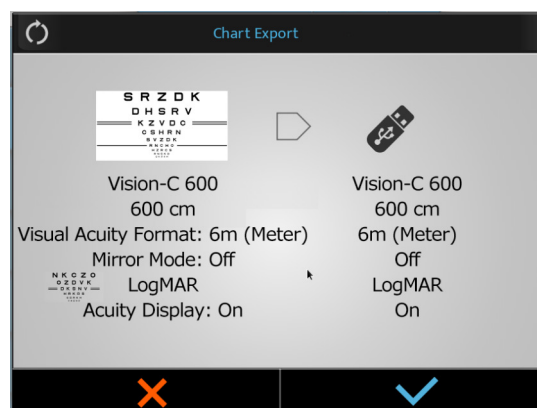 Chart Export
S R Z D K
D H S R V
K Z V D C
C S H R N
S V Z D K
Vision-C 600
600 cm
Visual Acuity Format: 6m (Meter)
Mirror Mode: Off
N K C Z O
O Z D V K
D K S N V
LogMAR
Acuity Display: On
Vision-C 600
600 cm
6m (Meter)
Off
LogMAR
On